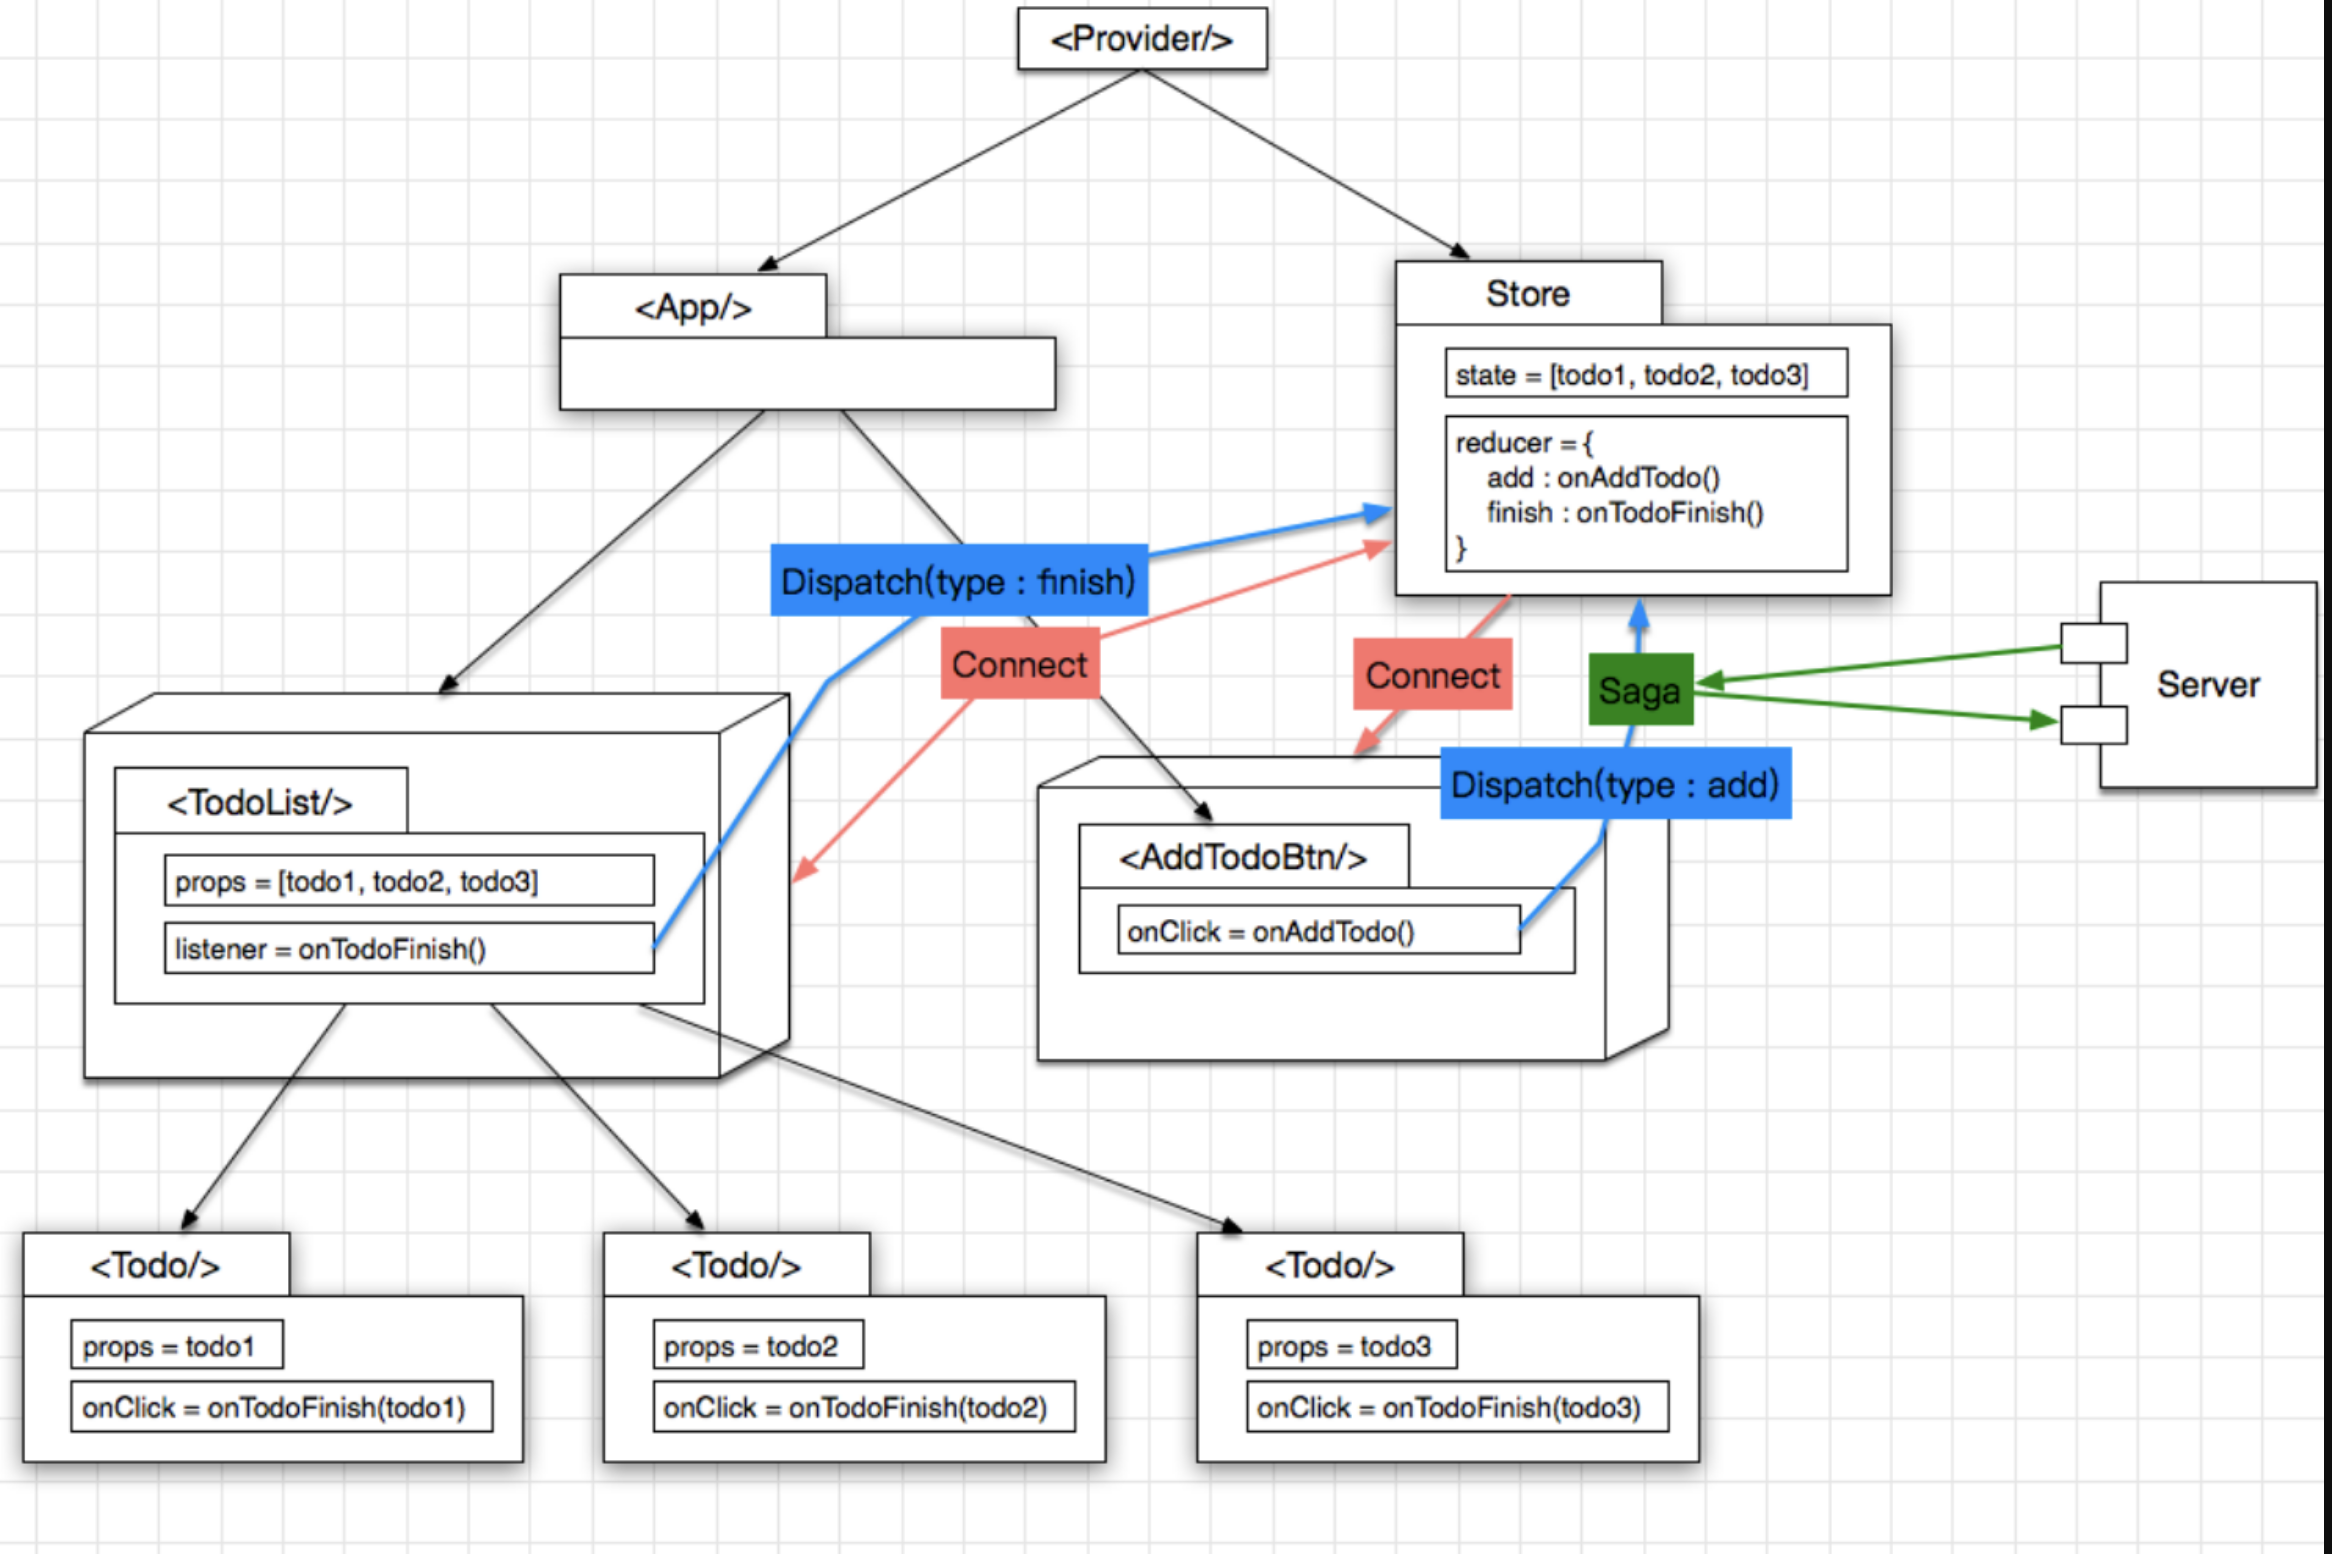 <Provider/>
<App/>
Store
state = [todo1, todo2, todo3]
reducer = {
add : onAddTodo()
finish : onTodoFinish()
}
Dispatch(type : finish)
Connect
Connect
Saga
Server
Dispatch(type : add)
<TodoList/>
props = [todo1, todo2, todo3]
listener = onTodoFinish()
<AddTodoBtn/>
onClick = onAddTodo()
<Todo/>
props = todo1
onClick = onTodoFinish(todo1)
<Todo/>
props = todo2
onClick = onTodoFinish(todo2)
<Todo/>
props = todo3
onClick = onTodoFinish(todo3)